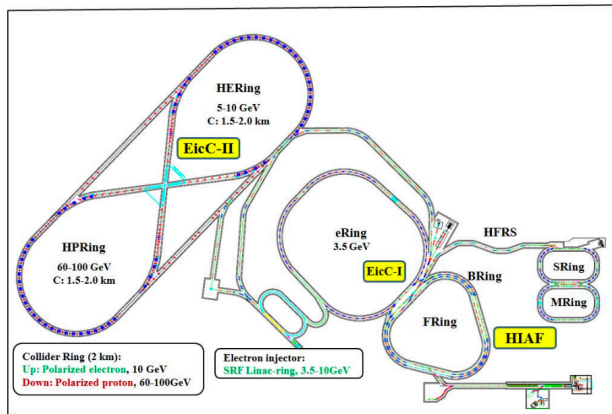 HERing
5-10 GeV
C: 1.5-2.0 km
EicC-II
HPRing
60-100 GeV
C: 1.5-2.0 km
eRing
3.5 GeV
EicC-I
HFRS
BRing
SRing
MRing
FRing
HIAF
Collider Ring (2 km):
Up: Polarized electron, 10 GeV
Down: Polarized proton, 60-100GeV
Electron injector:
SRF Linac-ring, 3.5-10GeV